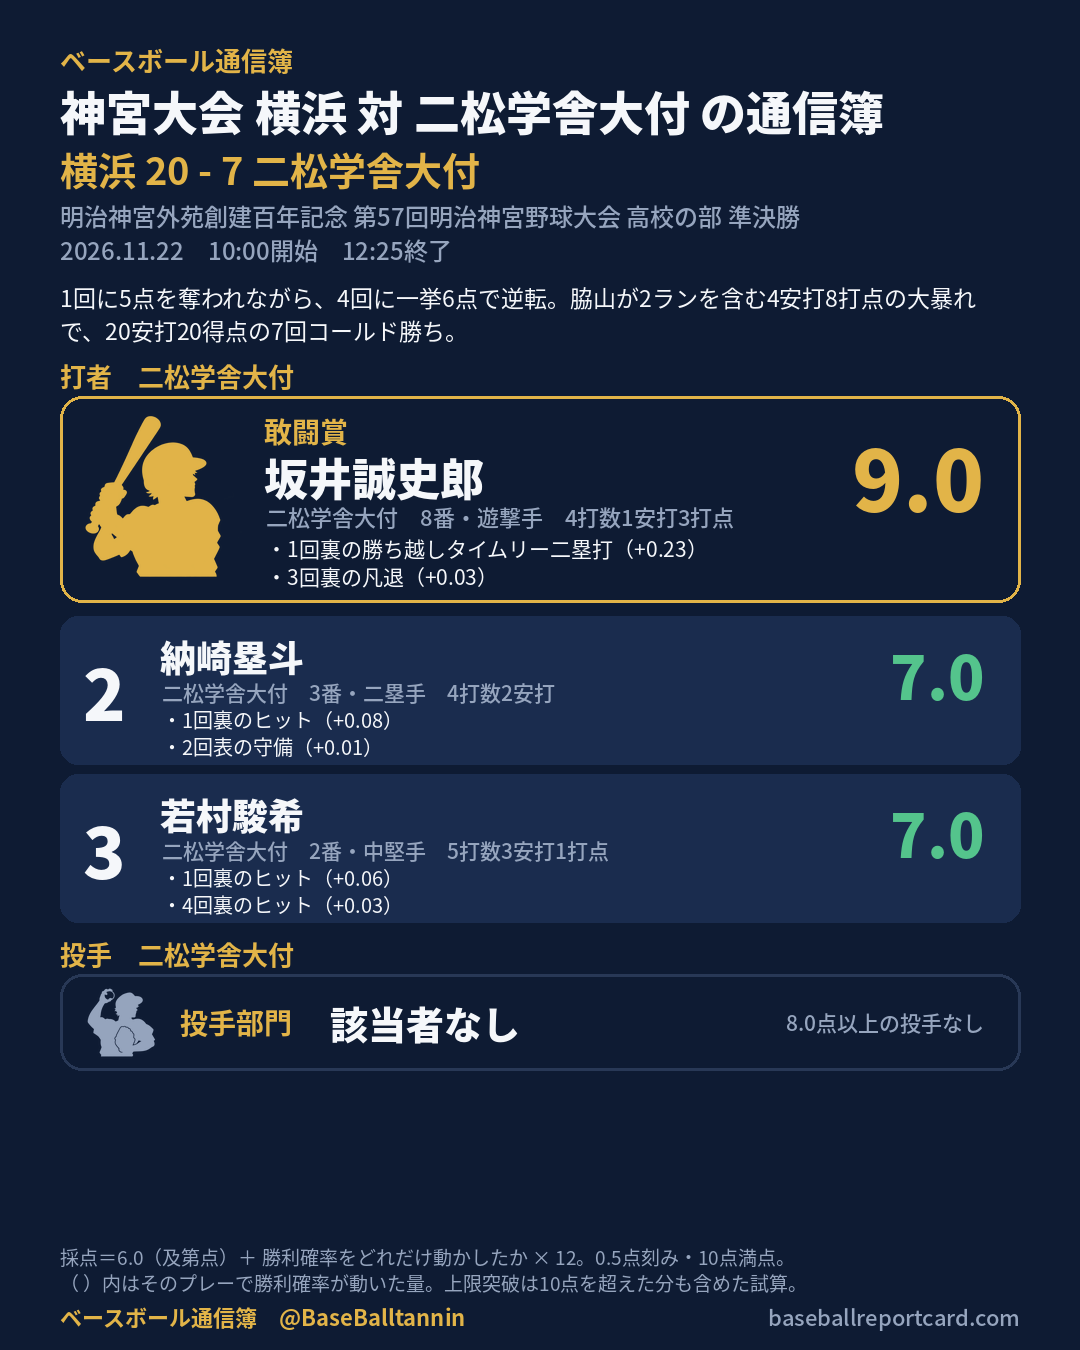 ベースボール通信簿
神宮大会 横浜 対 二松学舎大付 の通信簿
横浜 20 - 7 二松学舎大付
明治神宮外苑創建百年記念 第57回明治神宮野球大会 高校の部 準決勝
2026.11.22　10:00開始　12:25終了
1回に5点を奪われながら、4回に一挙6点で逆転。脇山が2ランを含む4安打8打点の大暴れ
で、20安打20得点の7回コールド勝ち。
打者　二松学舎大付
敢闘賞
坂井誠史郎
9.0
二松学舎大付　8番・遊撃手　4打数1安打3打点
・1回裏の勝ち越しタイムリー二塁打（+0.23）
・3回裏の凡退（+0.03）
2
納崎塁斗
7.0
二松学舎大付　3番・二塁手　4打数2安打
・1回裏のヒット（+0.08）
・2回表の守備（+0.01）
3
若村駿希
7.0
二松学舎大付　2番・中堅手　5打数3安打1打点
・1回裏のヒット（+0.06）
・4回裏のヒット（+0.03）
投手　二松学舎大付
投手部門　該当者なし　8.0点以上の投手なし
採点＝6.0（及第点）＋ 勝利確率をどれだけ動かしたか × 12。0.5点刻み・10点満点。
（ ）内はそのプレーで勝利確率が動いた量。上限突破は10点を超えた分も含めた試算。
ベースボール通信簿　@BaseBalltannin　baseballreportcard.com